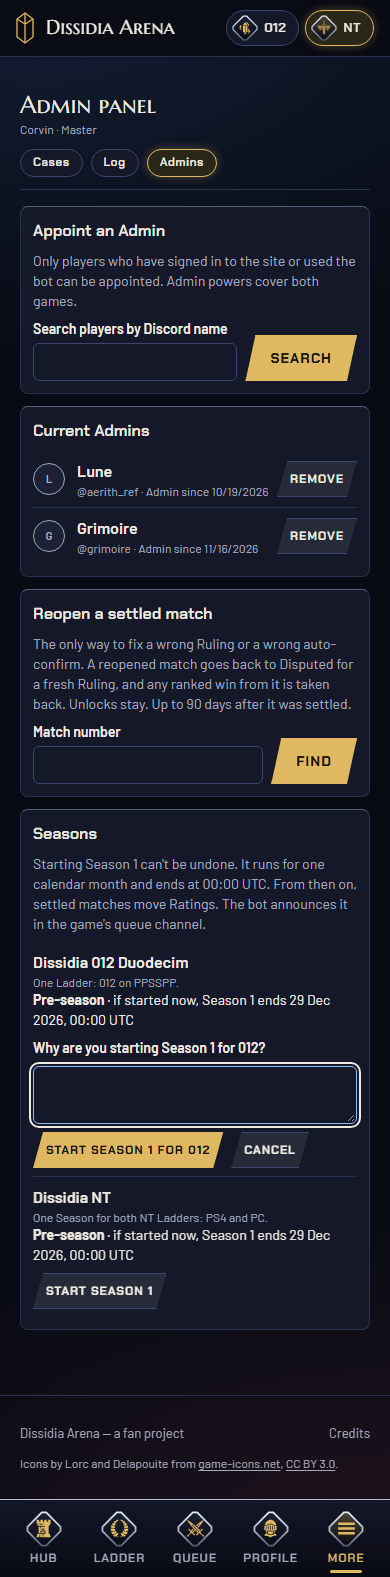 Dissidia Arena
012
NT
Admin panel
Corvin · Master
Cases
Log
Admins
Appoint an Admin
Only players who have signed in to the site or used the
bot can be appointed. Admin powers cover both
games.
Search players by Discord name
SEARCH
Current Admins
L
Lune
@aerith_ref · Admin since 10/19/2026
REMOVE
G
Grimoire
@grimoire · Admin since 11/16/2026
REMOVE
Reopen a settled match
The only way to fix a wrong Ruling or a wrong auto-
confirm. A reopened match goes back to Disputed for
a fresh Ruling, and any ranked win from it is taken
back. Unlocks stay. Up to 90 days after it was settled.
Match number
FIND
Seasons
Starting Season 1 can't be undone. It runs for one
calendar month and ends at 00:00 UTC. From then on,
settled matches move Ratings. The bot announces it
in the game's queue channel.
Dissidia 012 Duodecim
One Ladder: 012 on PPSSPP.
Pre-season · if started now, Season 1 ends 29 Dec
2026, 00:00 UTC
Why are you starting Season 1 for 012?
START SEASON 1 FOR 012
CANCEL
Dissidia NT
One Season for both NT Ladders: PS4 and PC.
Pre-season · if started now, Season 1 ends 29 Dec
2026, 00:00 UTC
START SEASON 1
Dissidia Arena — a fan project
Credits
Icons by Lorc and Delapouite from game-icons.net, CC BY 3.0.
HUB
LADDER
QUEUE
PROFILE
MORE